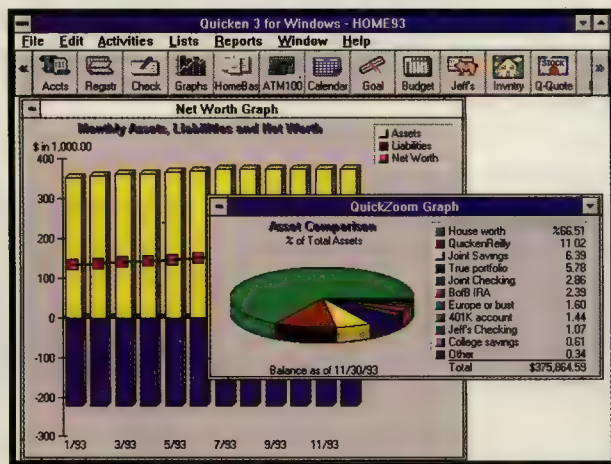 Quicken 3 for Windows - HOME93
File Edit Activities Lists Reports Window Help
Accts Registr Check Graphs HomeBas ATM100 Calendar Goal Budget Jeff's Invntry Q-Quote
STOCK
Net Worth Graph
Monthly Assets, Liabilities and Net Worth
$ in 1,000.00
Assets
Liabilities
Net Worth
400
300
200
100
0
-100
-200
-300
1/93 3/93 5/93 7/93 9/93 11/93
QuickZoom Graph
Asset Comparison
% of Total Assets
House worth %66.51
QuickenReilly 11.02
Joint Savings 6.39
True portfolio 5.78
Joint Checking 2.86
BofB IRA 2.39
Europe or bust 1.60
401K account 1.44
Jeff's Checking 1.07
College savings 0.61
Other 0.34
Total $375,864.59
Balance as of 11/30/93